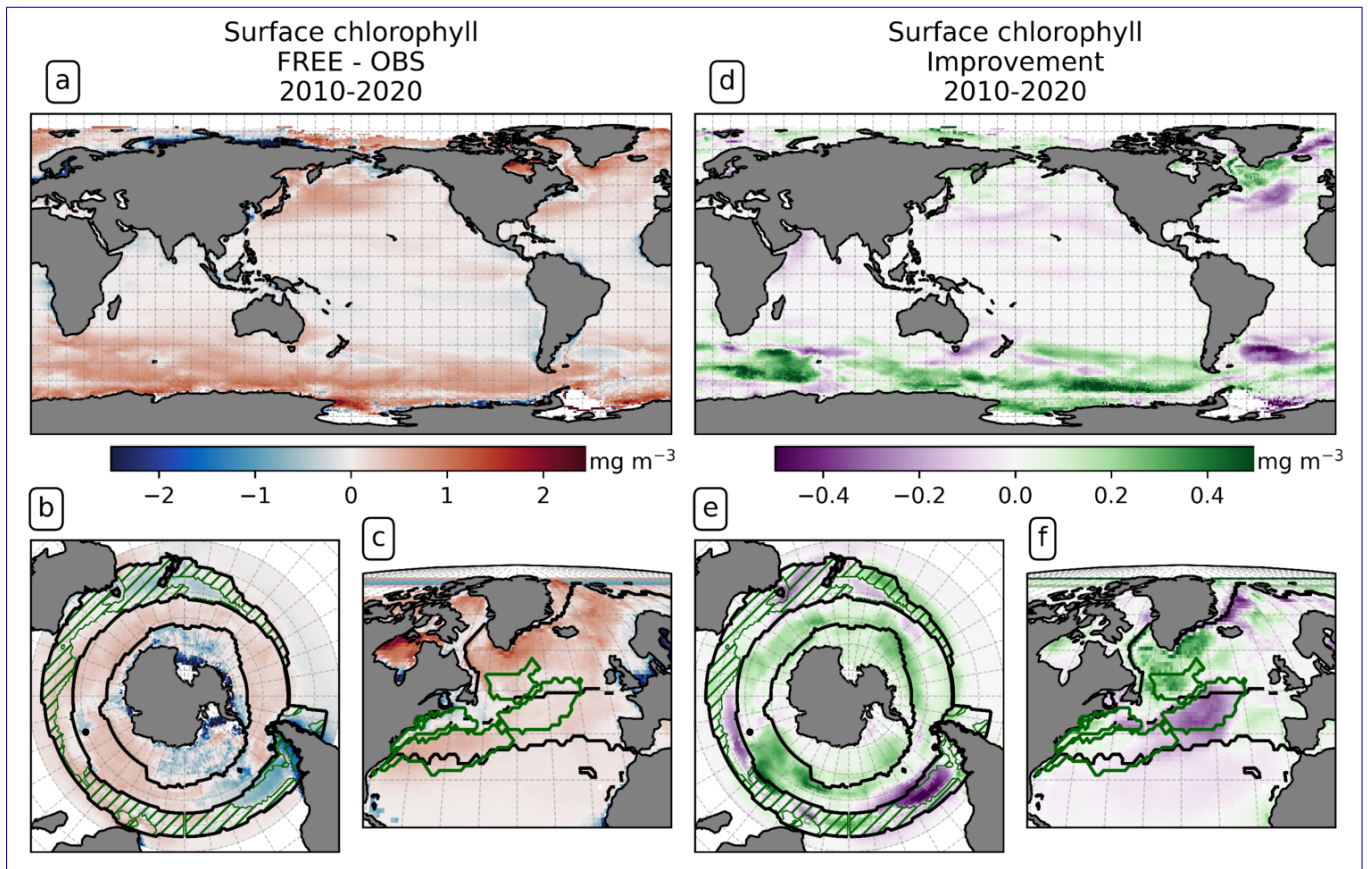 Surface chlorophyll
FREE - OBS
2010-2020
a
Surface chlorophyll
Improvement
2010-2020
d
mg m⁻³
−2 −1 0 1 2
mg m⁻³
−0.4 −0.2 0.0 0.2 0.4
b
c
e
f